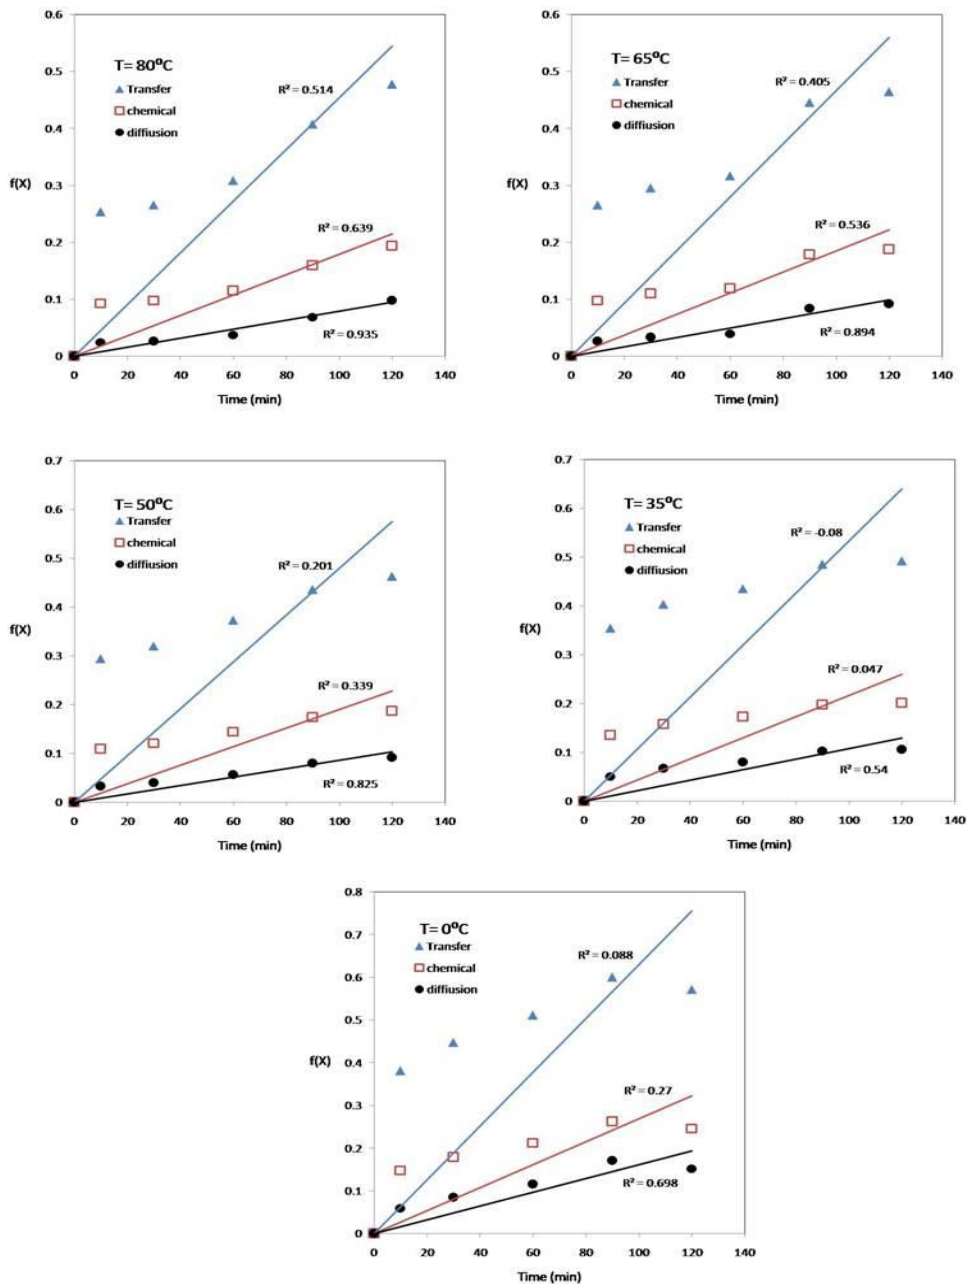 0.6
0.5
0.4
0.3
0.2
0.1
0
f(X)
T= 80⁰C
Transfer
chemical
diffiusion
R² = 0.514
R² = 0.639
R² = 0.935
0 20 40 60 80 100 120 140
Time (min)
0.6
0.5
0.4
0.3
0.2
0.1
0
f(X)
T= 65⁰C
Transfer
chemical
diffiusion
R² = 0.405
R² = 0.536
R² = 0.894
0 20 40 60 80 100 120 140
Time (min)
0.7
0.6
0.5
0.4
0.3
0.2
0.1
0
f(X)
T= 50⁰C
Transfer
chemical
diffiusion
R² = 0.201
R² = 0.339
R² = 0.825
0 20 40 60 80 100 120 140
Time (min)
0.7
0.6
0.5
0.4
0.3
0.2
0.1
0
f(X)
T= 35⁰C
Transfer
chemical
diffiusion
R² = -0.08
R² = 0.047
R² = 0.54
0 20 40 60 80 100 120 140
Time (min)
0.8
0.7
0.6
0.5
0.4
0.3
0.2
0.1
0
f(X)
T= 0⁰C
Transfer
chemical
diffiusion
R² = 0.088
R² = 0.27
R² = 0.698
0 20 40 60 80 100 120 140
Time (min)